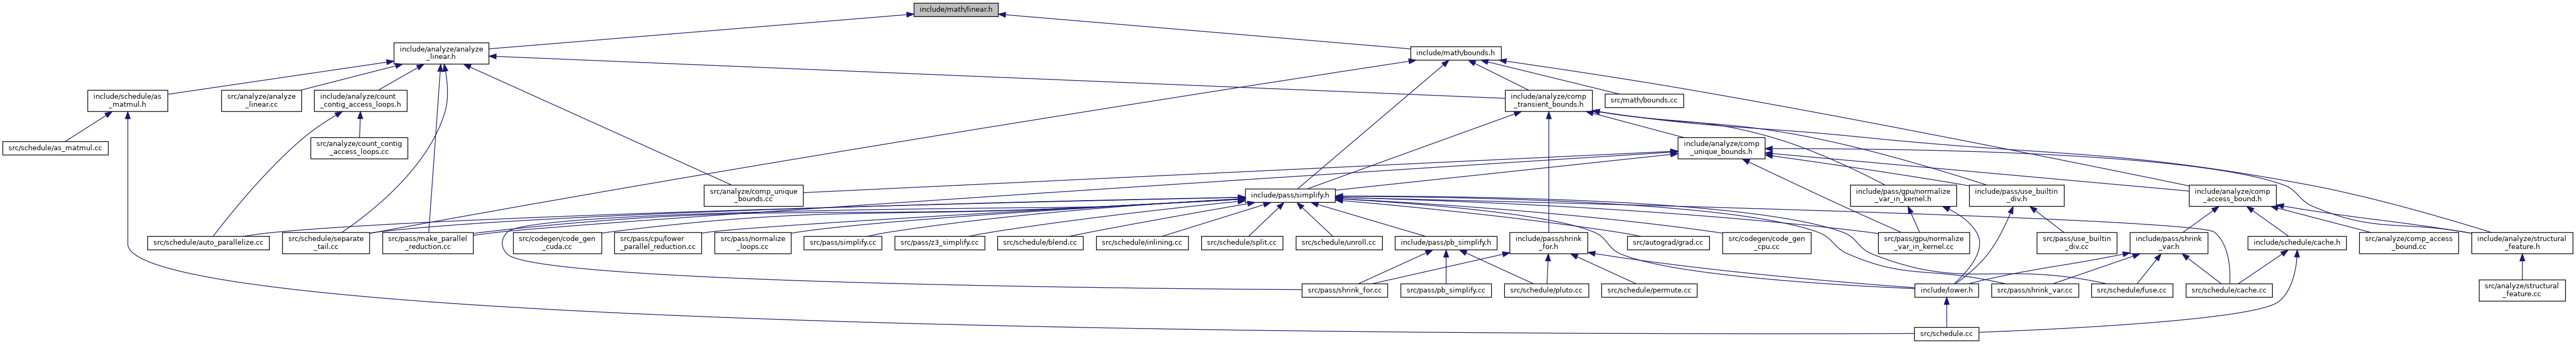 include/math/linear.h
include/analyze/analyze
_linear.h
include/math/bounds.h
include/schedule/as
_matmul.h
src/analyze/analyze
_linear.cc
include/analyze/count
_contig_access_loops.h
include/analyze/comp
_transient_bounds.h
src/math/bounds.cc
src/schedule/as_matmul.cc
src/analyze/count_contig
_access_loops.cc
include/analyze/comp
_unique_bounds.h
src/analyze/comp_unique
_bounds.cc
include/pass/simplify.h
include/pass/gpu/normalize
_var_in_kernel.h
include/pass/use_builtin
_div.h
include/analyze/comp
_access_bound.h
src/schedule/auto_parallelize.cc
src/schedule/separate
_tail.cc
src/pass/make_parallel
_reduction.cc
src/codegen/code_gen
_cuda.cc
src/pass/cpu/lower
_parallel_reduction.cc
src/pass/normalize
_loops.cc
src/pass/simplify.cc
src/pass/z3_simplify.cc
src/schedule/blend.cc
src/schedule/inlining.cc
src/schedule/split.cc
src/schedule/unroll.cc
include/pass/pb_simplify.h
include/pass/shrink
_for.h
src/autograd/grad.cc
src/codegen/code_gen
_cpu.cc
src/pass/gpu/normalize
_var_in_kernel.cc
src/pass/use_builtin
_div.cc
include/pass/shrink
_var.h
include/schedule/cache.h
src/analyze/comp_access
_bound.cc
include/analyze/structural
_feature.h
src/pass/shrink_for.cc
src/pass/pb_simplify.cc
src/schedule/pluto.cc
src/schedule/permute.cc
include/lower.h
src/pass/shrink_var.cc
src/schedule/fuse.cc
src/schedule/cache.cc
src/analyze/structural
_feature.cc
src/schedule.cc